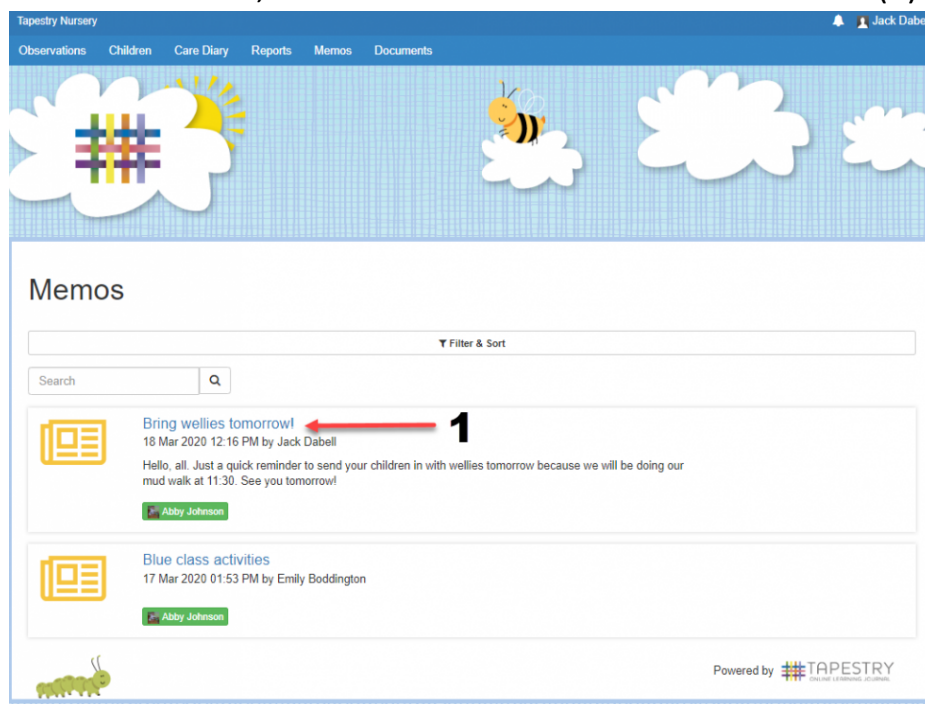 Tapestry Nursery
Jack Dabe
Observations Children Care Diary Reports Memos Documents
Memos
Filter & Sort
Search
Bring wellies tomorrow!
1
18 Mar 2020 12:16 PM by Jack Dabell
Hello, all. Just a quick reminder to send your children in with wellies tomorrow because we will be doing our
mud walk at 11:30. See you tomorrow!
Abby Johnson
Blue class activities
17 Mar 2020 01:53 PM by Emily Boddington
Abby Johnson
Powered by TAPESTRY
ONLINE LEARNING JOURNAL